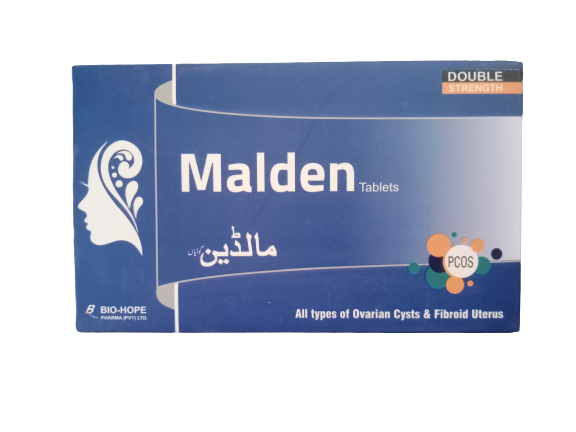 DOUBLE
STRENGTH
Malden Tablets
مالڈین گولیاں
PCOS
BIO-HOPE
PHARMA (PVT) LTD.
All types of Ovarian Cysts & Fibroid Uterus